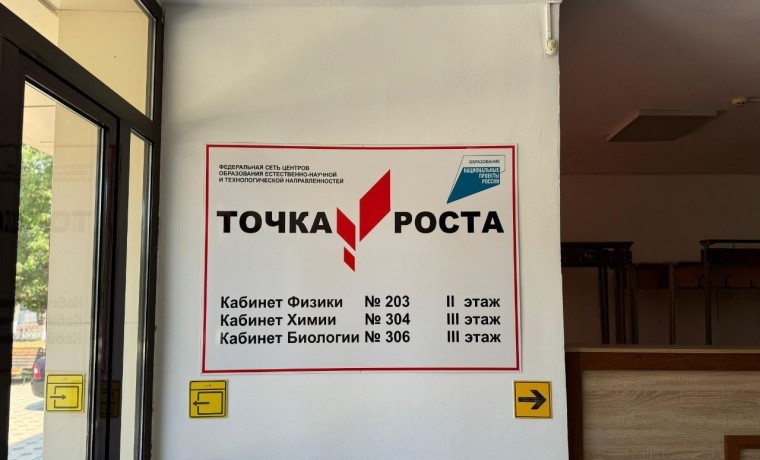 ФЕДЕРАЛЬНАЯ СЕТЬ ЦЕНТРОВ
ОБРАЗОВАНИЯ ЕСТЕСТВЕННО-НАУЧНОЙ
И ТЕХНОЛОГИЧЕСКОЙ НАПРАВЛЕННОСТЕЙ
ОБРАЗОВАНИЕ
НАЦИОНАЛЬНЫЕ
ПРОЕКТЫ
РОССИИ
ТОЧКА РОСТА
Кабинет Физики № 203 II этаж
Кабинет Химии № 304 III этаж
Кабинет Биологии № 306 III этаж